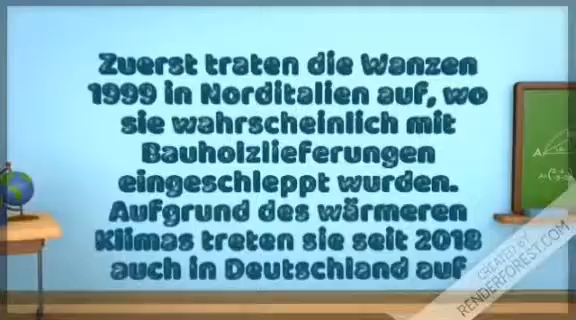 Zuerst traten die Wanzen
1999 in Norditalien auf, wo
sie wahrscheinlich mit
Bauholzlieferungen
eingeschleppt wurden.
Aufgrund des wärmeren
Klimas treten sie seit 2018
auch in Deutschland auf
CREATED BY
RENDERFOREST.COM